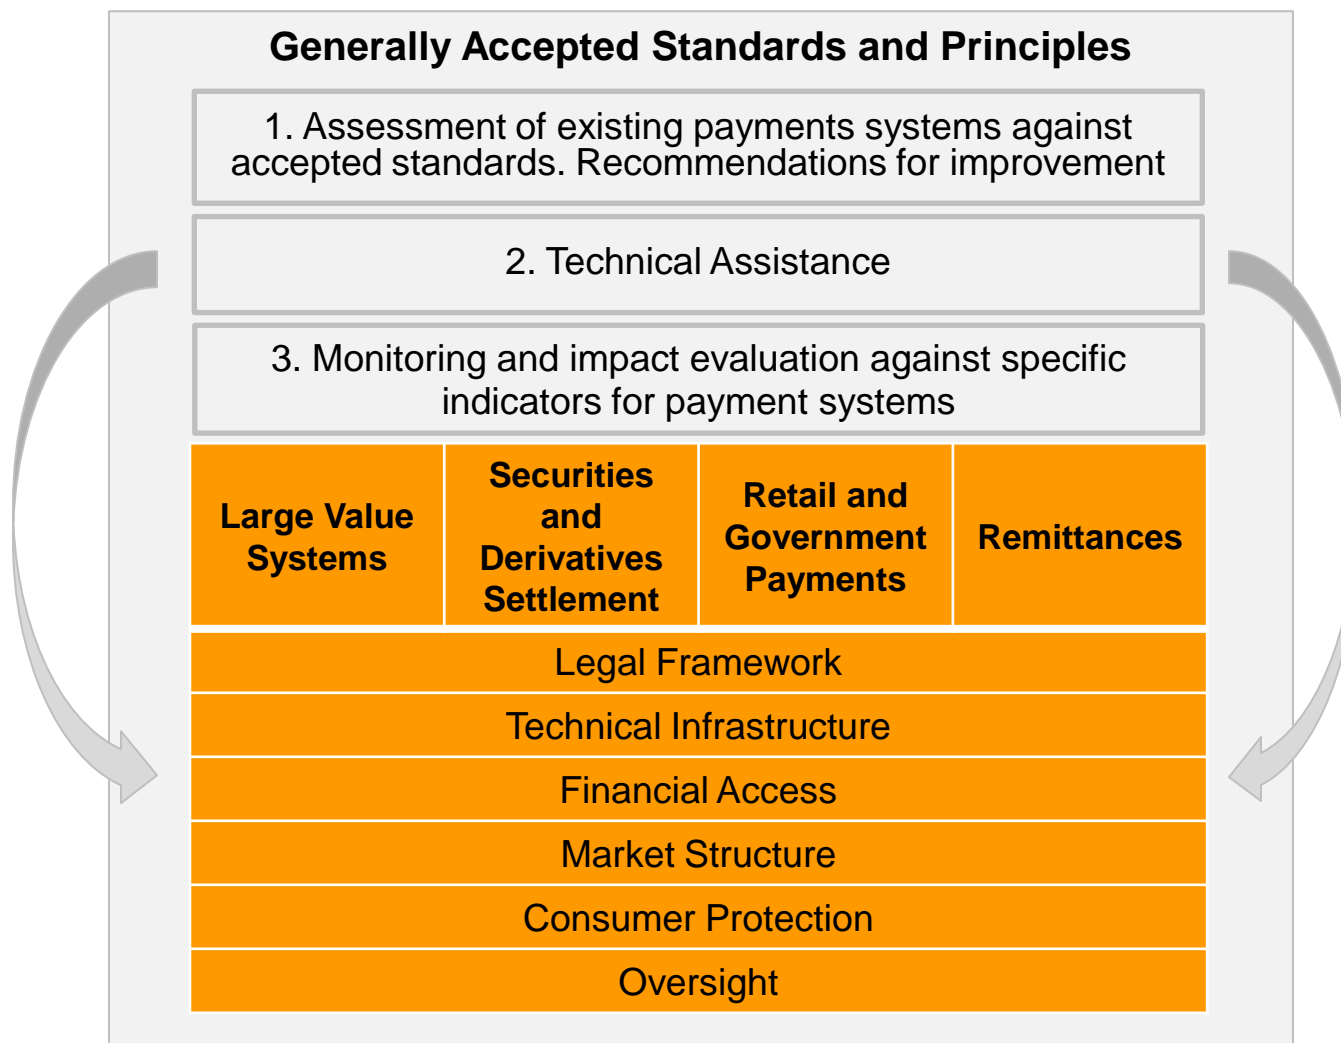 Generally Accepted Standards and Principles
1. Assessment of existing payments systems against
accepted standards. Recommendations for improvement
2. Technical Assistance
3. Monitoring and impact evaluation against specific
indicators for payment systems
Large Value
Systems
Securities
and
Derivatives
Settlement
Retail and
Government
Payments
Remittances
Legal Framework
Technical Infrastructure
Financial Access
Market Structure
Consumer Protection
Oversight